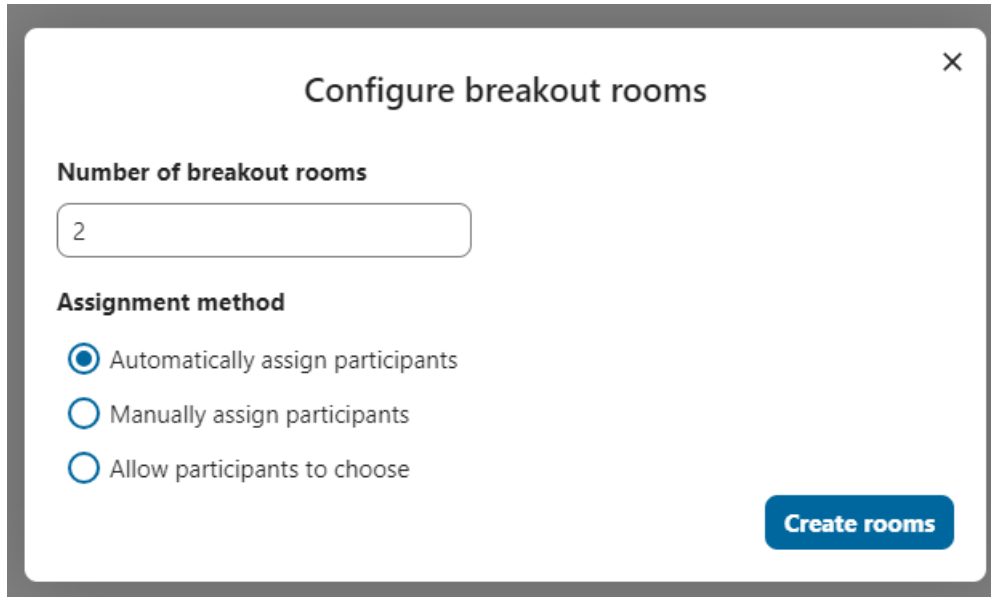 Configure breakout rooms
Number of breakout rooms
2
Assignment method
Automatically assign participants
Manually assign participants
Allow participants to choose
Create rooms